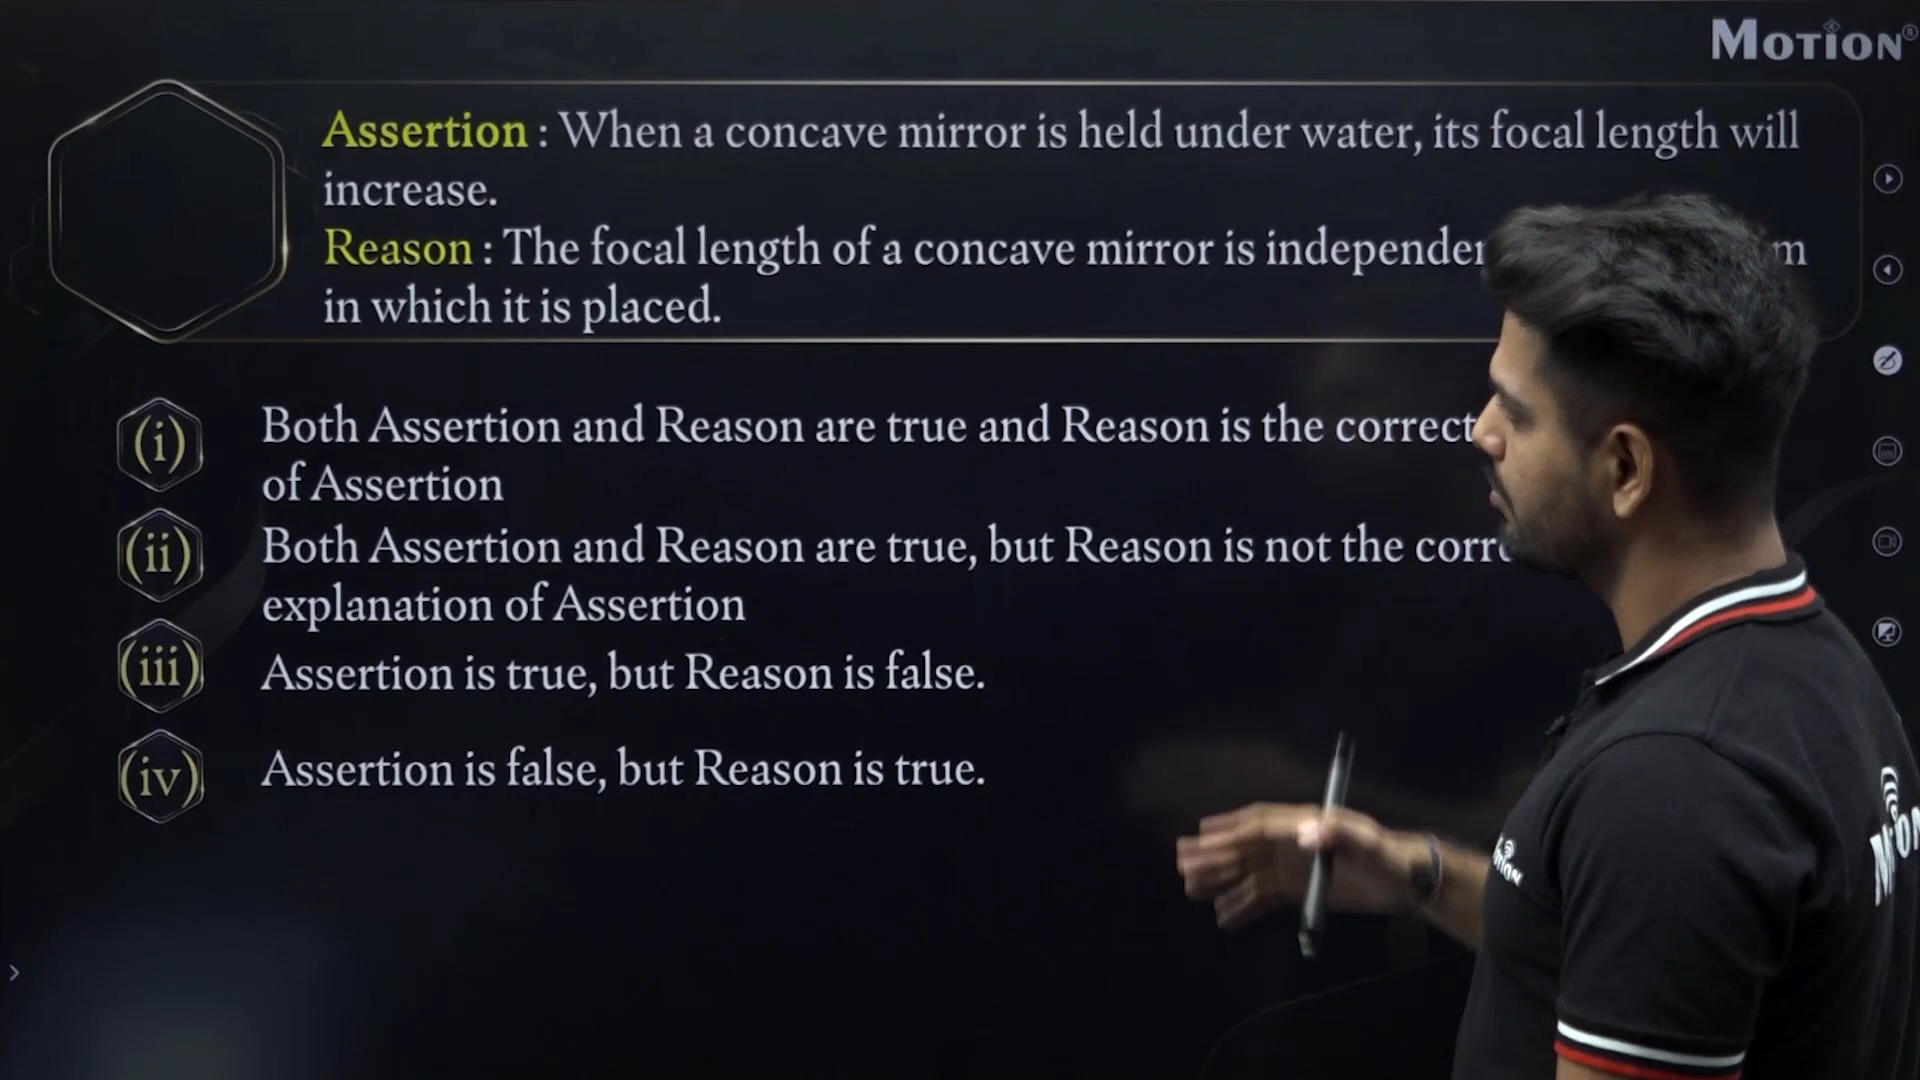 MOTION®
Assertion : When a concave mirror is held under water, its focal length will
increase.
Reason : The focal length of a concave mirror is
in which it is placed.
(i) Both Assertion and Reason are true and Reason is the correct
of Assertion
(ii) Both Assertion and Reason are true, but Reason is not the
explanation of Assertion
(iii) Assertion is true, but Reason is false.
(iv) Assertion is false, but Reason is true.
MOTION